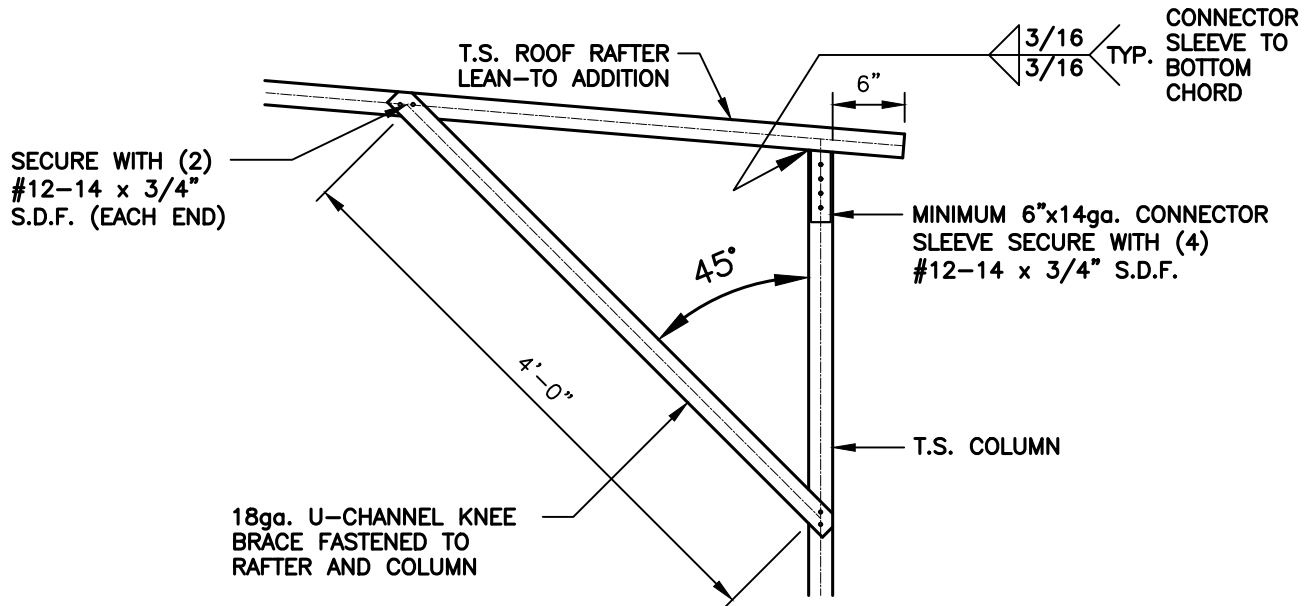 T.S. ROOF RAFTER
LEAN-TO ADDITION
3/16
3/16
TYP.
CONNECTOR
SLEEVE TO
BOTTOM
CHORD
6"
SECURE WITH (2)
#12-14 x 3/4"
S.D.F. (EACH END)
MINIMUM 6"x14ga. CONNECTOR
SLEEVE SECURE WITH (4)
#12-14 x 3/4" S.D.F.
45°
4'-0"
T.S. COLUMN
18ga. U-CHANNEL KNEE
BRACE FASTENED TO
RAFTER AND COLUMN